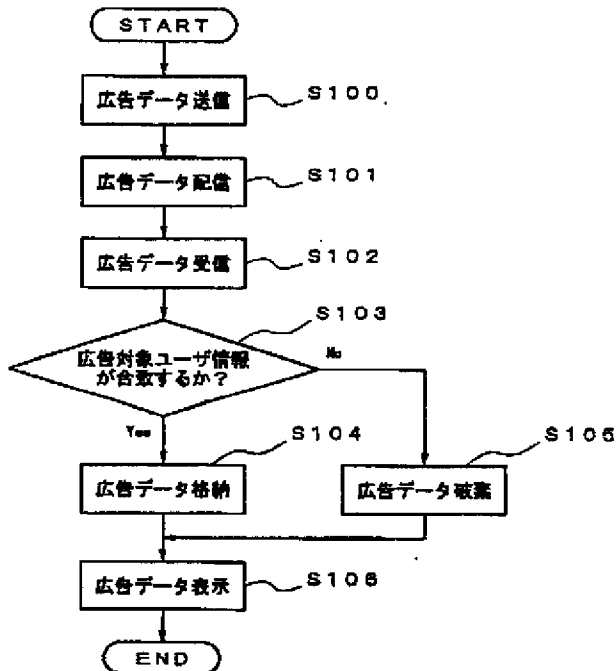 START
広告データ送信
S100
広告データ配信
S101
広告データ受信
S102
S103
広告対象ユーザ情報
が合致するか？
No
Yes
S104
S105
広告データ格納
広告データ破棄
広告データ表示
S106
END